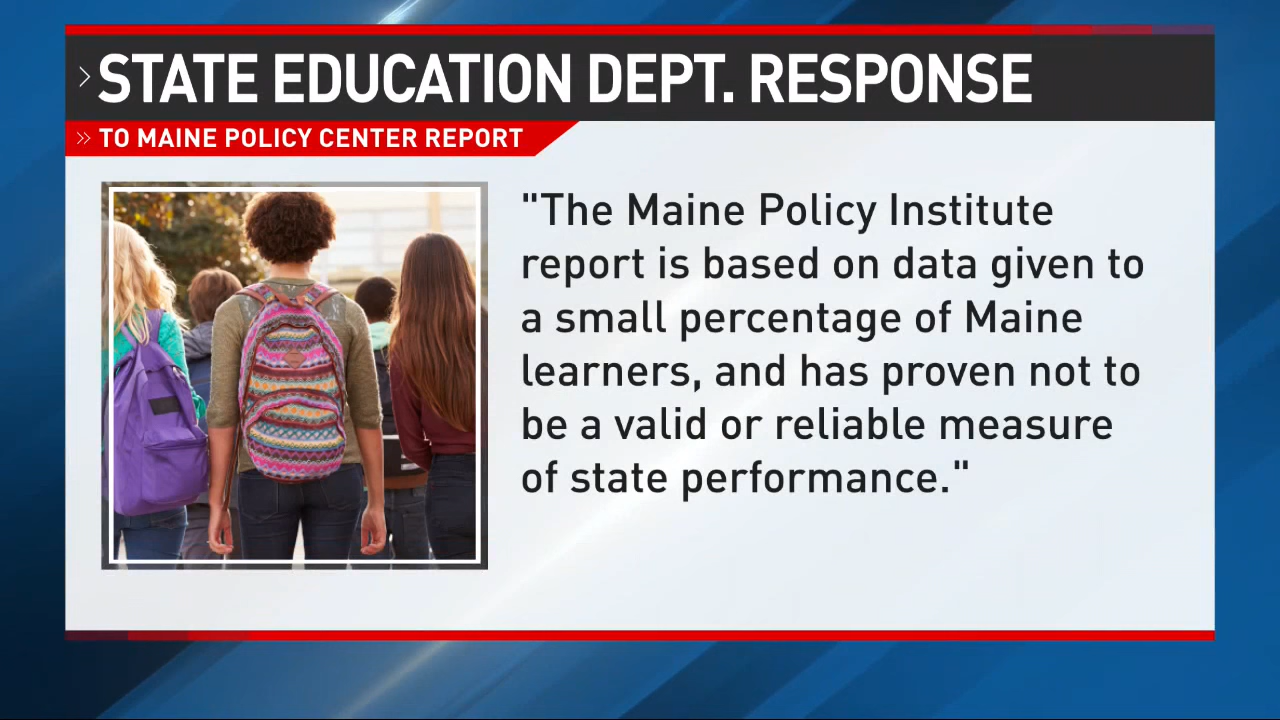 STATE EDUCATION DEPT. RESPONSE
TO MAINE POLICY CENTER REPORT
"The Maine Policy Institute
report is based on data given to
a small percentage of Maine
learners, and has proven not to
be a valid or reliable measure
of state performance."